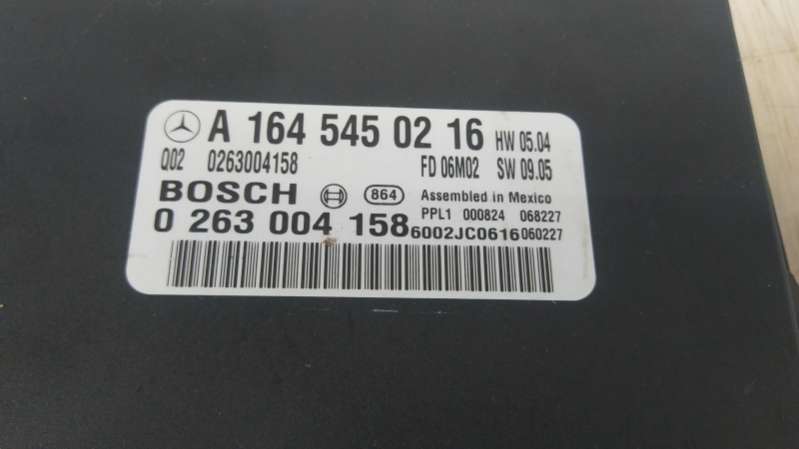 A 164 545 02 16 HW 05.04
Q02 0263004158 FD 06M02 SW 09.05
BOSCH 864 Assembled in Mexico
PPL1 000824 068227
0 263 004 158 6002JC0616 060227